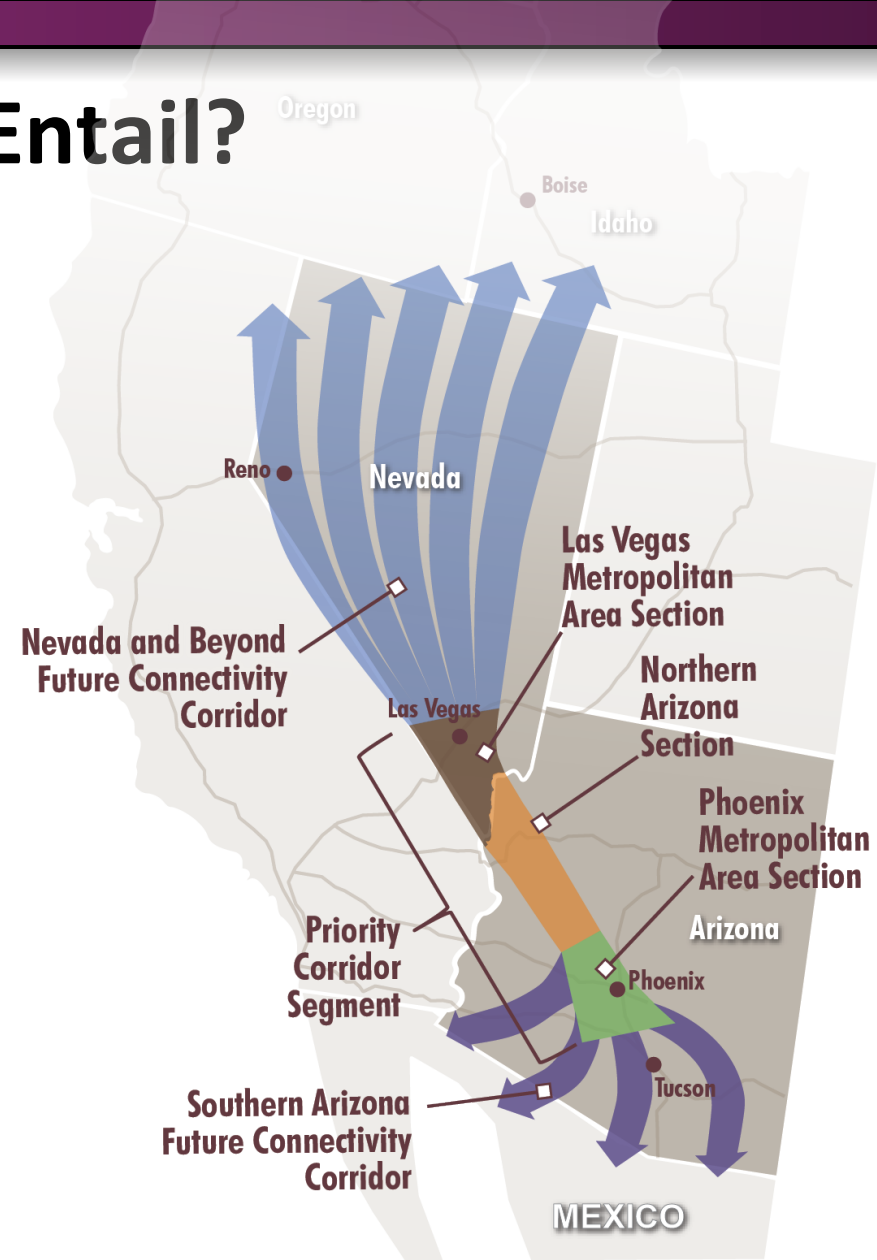 Entail?
Oregon
Boise
Idaho
Reno
Nevada
Las Vegas
Metropolitan
Area Section
Nevada and Beyond
Future Connectivity
Corridor
Northern
Arizona
Section
Las Vegas
Phoenix
Metropolitan
Area Section
Priority
Corridor
Segment
Arizona
Phoenix
Tucson
Southern Arizona
Future Connectivity
Corridor
MEXICO